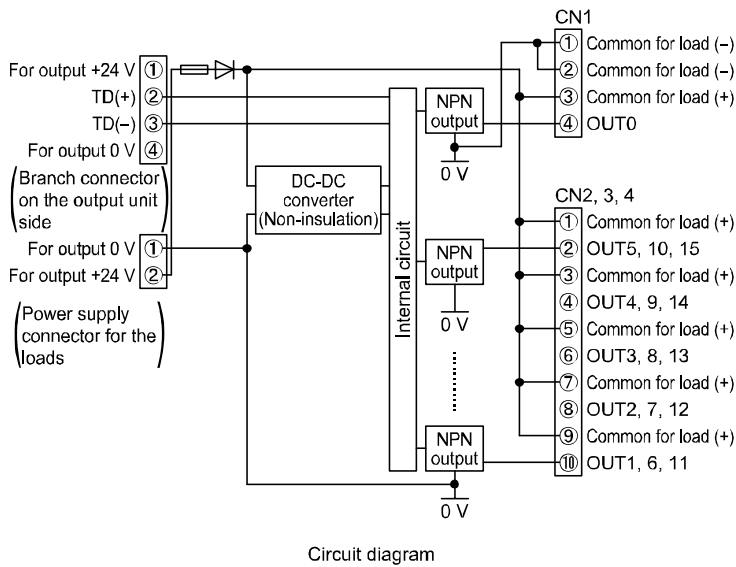 For output +24 V ①
TD(+) ②
TD(–) ③
For output 0 V ④
(Branch connector
on the output unit
side)
For output 0 V ①
For output +24 V ②
(Power supply
connector for the
loads)
DC-DC
converter
(Non-insulation)
Internal circuit
NPN
output
0 V
NPN
output
0 V
NPN
output
0 V
CN1
① Common for load (–)
② Common for load (–)
③ Common for load (+)
④ OUT0
CN2, 3, 4
① Common for load (+)
② OUT5, 10, 15
③ Common for load (+)
④ OUT4, 9, 14
⑤ Common for load (+)
⑥ OUT3, 8, 13
⑦ Common for load (+)
⑧ OUT2, 7, 12
⑨ Common for load (+)
⑩ OUT1, 6, 11
Circuit diagram